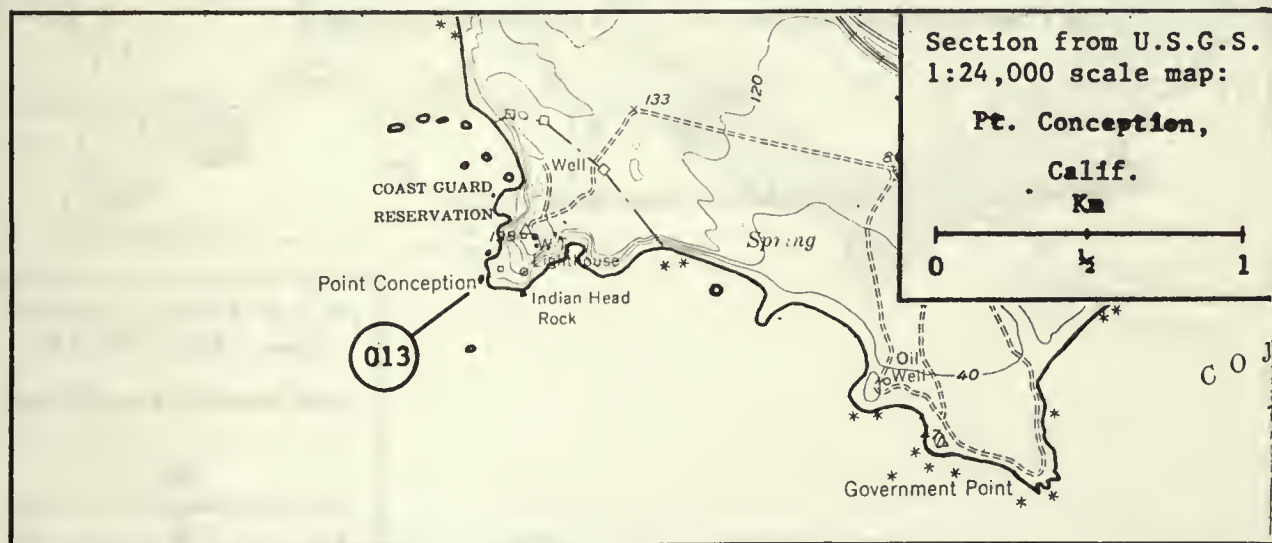 Section from U.S.G.S.
1:24,000 scale map:
Pt. Conception,
Calif.
Km
0 ½ 1
133
120
Well
COAST GUARD
RESERVATION
Spring
Lighthouse
Point Conception
Indian Head
Rock
013
Oil
Well
40
Government Point